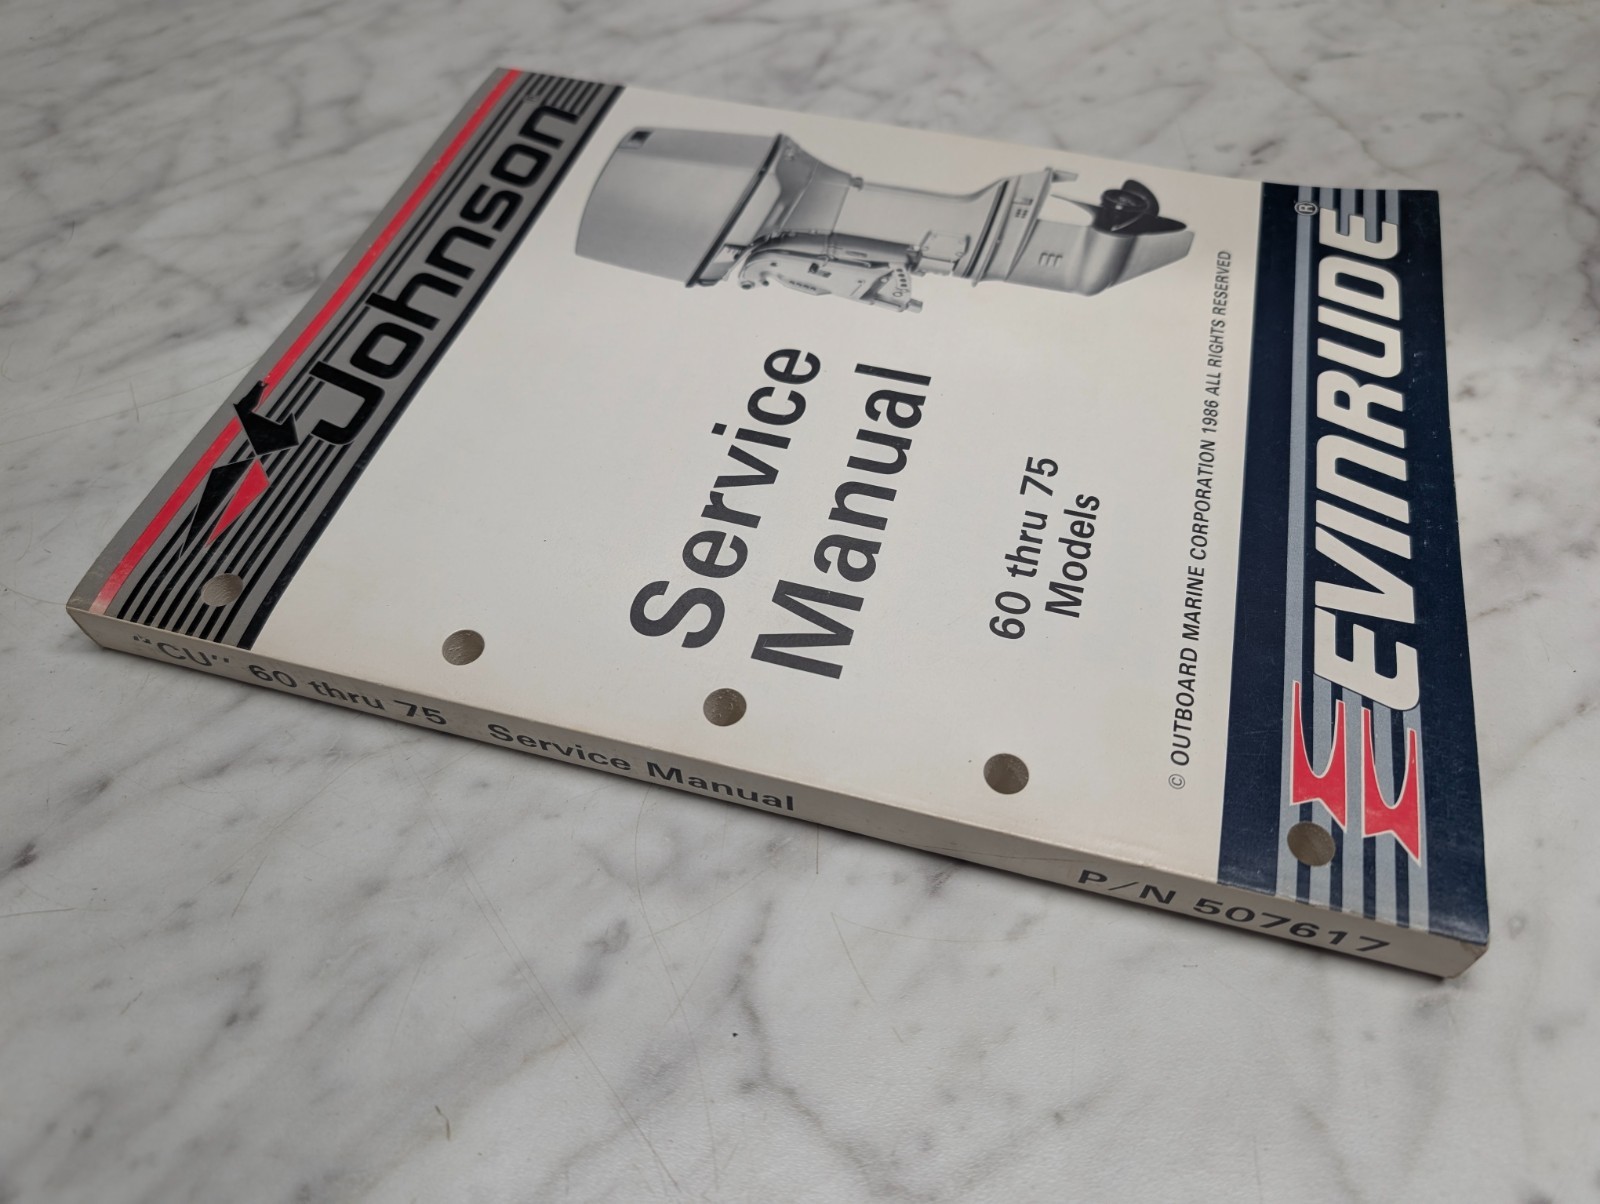 Johnson
Service
Manual
60 thru 75
Models
© OUTBOARD MARINE CORPORATION 1986 ALL RIGHTS RESERVED
EVINRUDE®
"CU" 60 thru 75 Service Manual P/N 507617